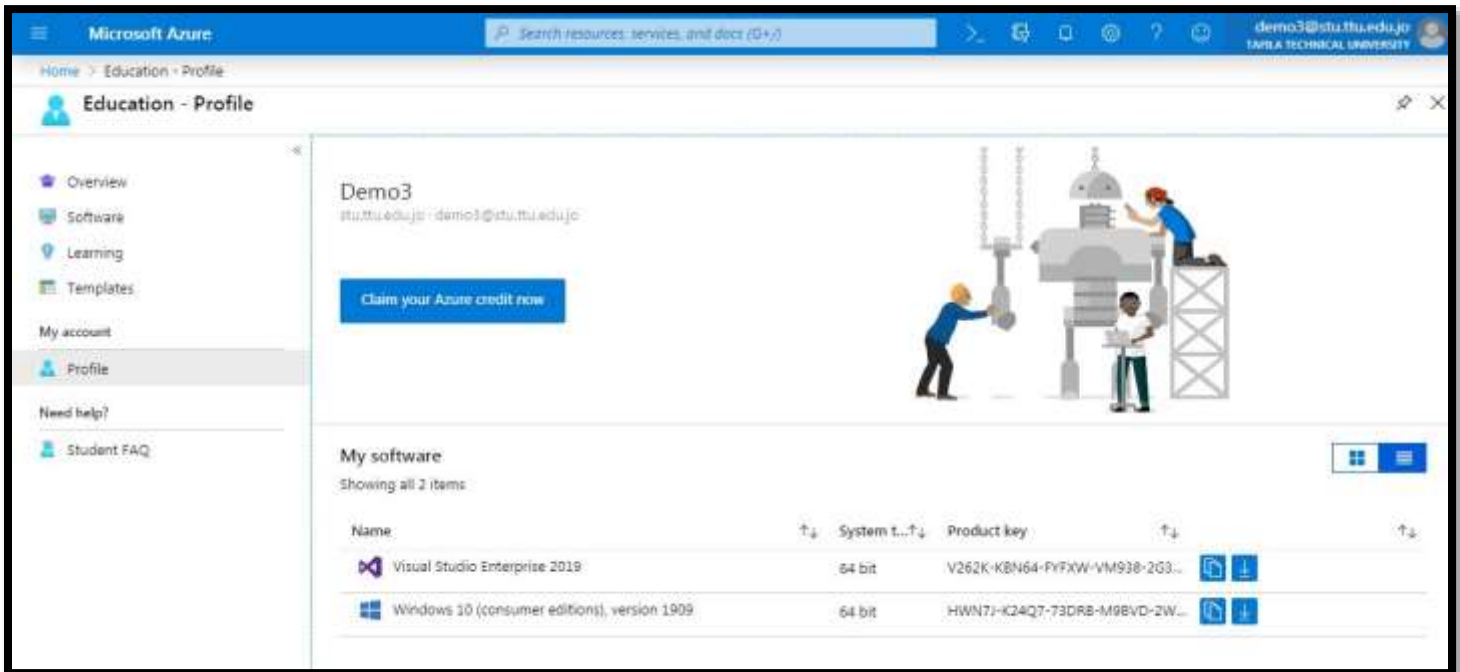 Microsoft Azure
Search resources, services, and docs (G+/)
demo3@stu.ttu.edu.jo
TAFILA TECHNICAL UNIVERSITY
Home > Education - Profile
Education - Profile
Overview
Software
Learning
Templates
My account
Profile
Need help?
Student FAQ
Demo3
stu.ttu.edu.jo - demo3@stu.ttu.edu.jo
Claim your Azure credit now
My software
Showing all 2 items
Name System t... Product key
Visual Studio Enterprise 2019 64 bit V262K-KBN64-FYFXW-VM938-2G3...
Windows 10 (consumer editions), version 1909 64 bit HWN7J-K24Q7-73DRB-M9BVD-2W...